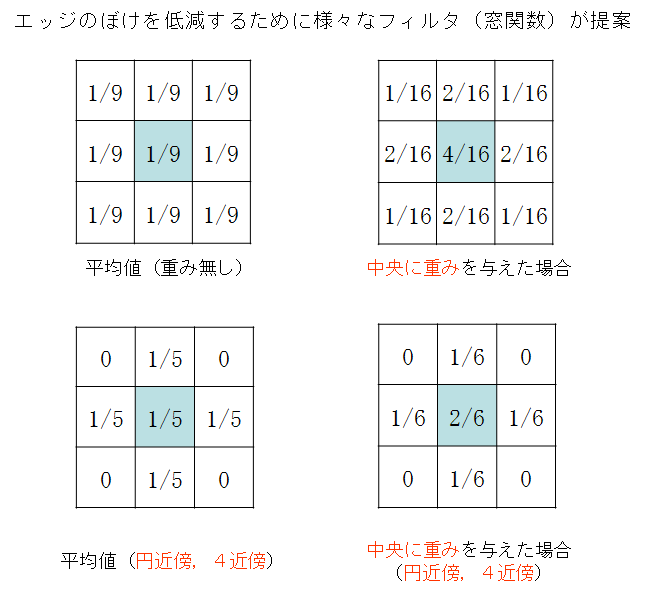 エッジのぼけを低減するために様々なフィルタ（窓関数）が提案
1/9 1/9 1/9
1/9 1/9 1/9
1/9 1/9 1/9
平均値（重み無し）
1/16 2/16 1/16
2/16 4/16 2/16
1/16 2/16 1/16
中央に重みを与えた場合
0 1/5 0
1/5 1/5 1/5
0 1/5 0
平均値（円近傍，４近傍）
0 1/6 0
1/6 2/6 1/6
0 1/6 0
中央に重みを与えた場合
（円近傍，４近傍）